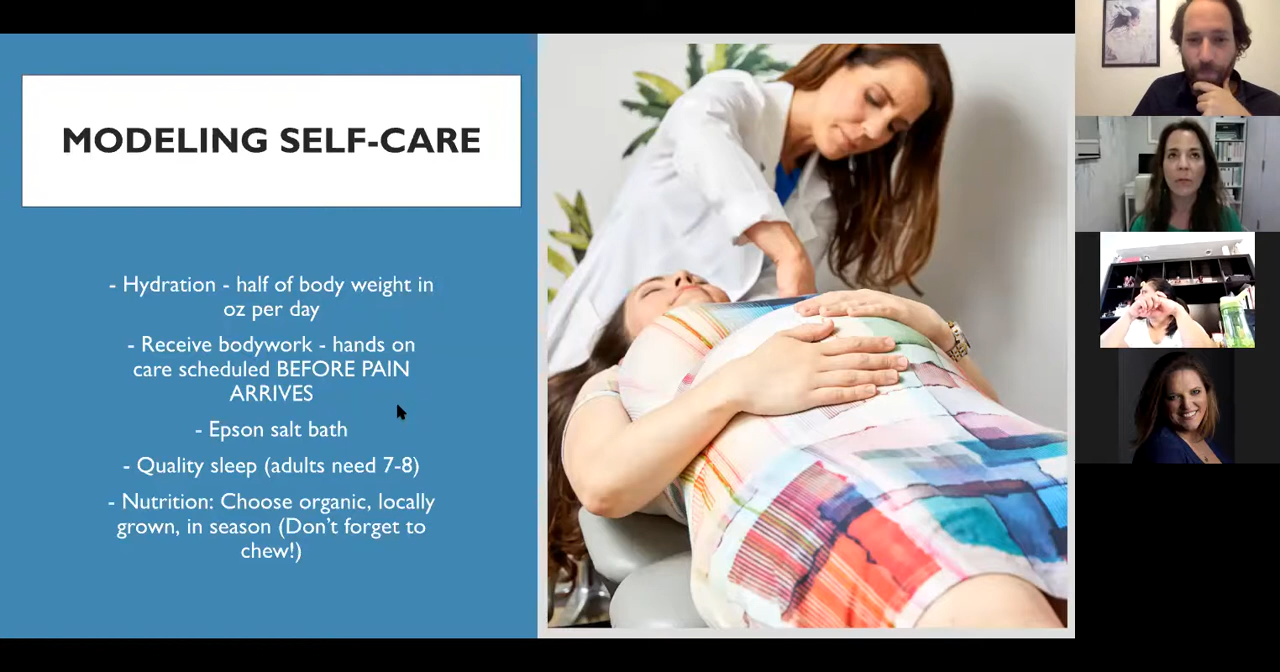 MODELING SELF-CARE
- Hydration - half of body weight in
oz per day
- Receive bodywork - hands on
care scheduled BEFORE PAIN
ARRIVES
- Epson salt bath
- Quality sleep (adults need 7-8)
- Nutrition: Choose organic, locally
grown, in season (Don’t forget to
chew!)